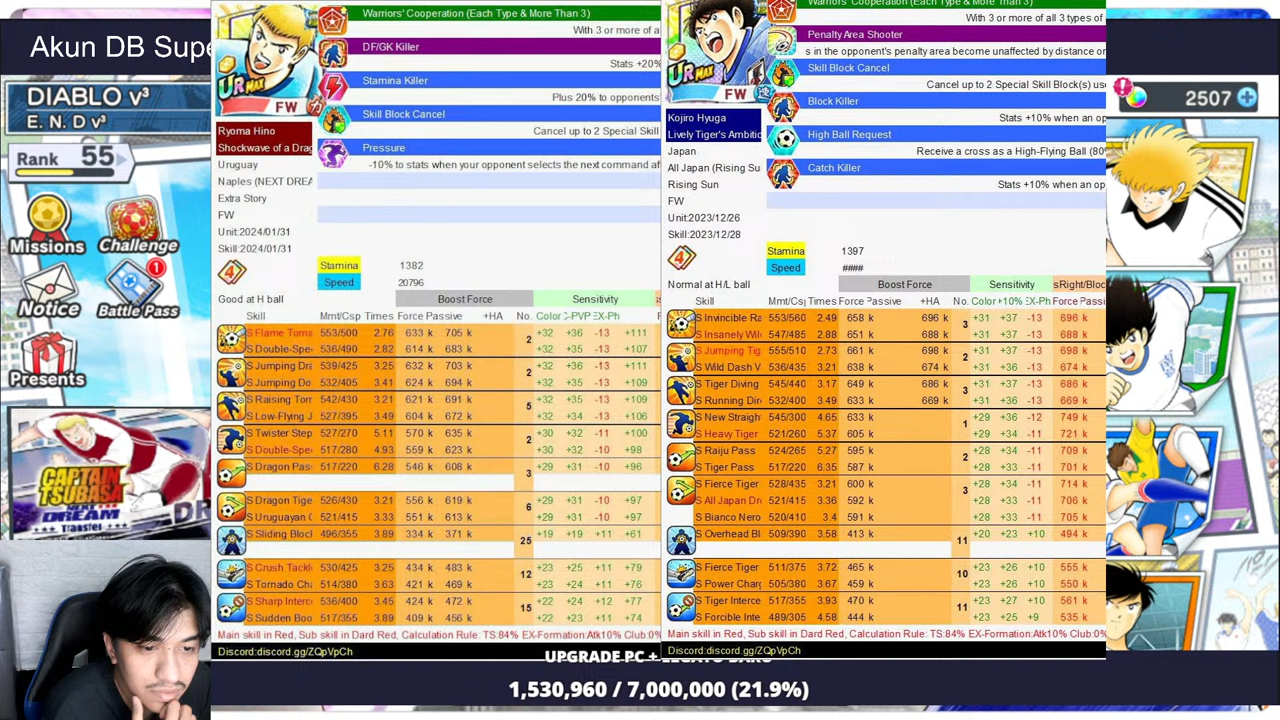 Akun DB Supe
DIABLO v³
E. N. D v³
Rank 55
Missions
Challenge
Notice
Battle Pass
1
Presents
CAPTAIN
TSUBASA
NEXT
DREAM
Transfer
2507
Warriors' Cooperation (Each Type & More Than 3)
With 3 or more of a
DF/GK Killer
Stats +20%
Stamina Killer
Plus 20% to opponents
Skill Block Cancel
Cancel up to 2 Special Skill
Pressure
-10% to stats when your opponent selects the next command af
UR MAX
FW
Ryoma Hino
Shockwave of a Drag
Uruguay
Naples (NEXT DREA
Extra Story
FW
Unit:2024/01/31
Skill:2024/01/31
4
Stamina 1382
Speed 20796
Boost Force Sensitivity
Good at H ball
Skill Mmt/Csp Times Force Passive +HA No. Color EX-Ph
S Flame Torna 553/500 2.76 633 k 705 k 2 +32 +36 -13 +111
S Double-Spe 536/490 2.82 614 k 683 k +32 +35 -13 +107
S Jumping Dra 539/425 3.25 632 k 703 k 2 +32 +36 -13 +111
S Jumping Do 532/405 3.41 624 k 694 k +32 +35 -13 +109
S Raising Torn 542/430 3.21 621 k 691 k 5 +32 +35 -13 +109
S Low-Flying J 527/395 3.49 604 k 672 k +32 +34 -13 +106
S Twister Step 527/270 5.11 570 k 635 k 2 +30 +32 -11 +100
S Double-Spe 517/280 4.93 559 k 623 k +30 +32 -10 +98
S Dragon Pas 517/220 6.28 546 k 608 k 3 +29 +31 -10 +96
S Dragon Tige 526/430 3.21 556 k 619 k 6 +29 +31 -10 +97
S Uruguayan C 521/415 3.33 551 k 613 k +29 +31 -10 +97
S Sliding Block 496/355 3.89 334 k 371 k 25 +19 +19 +11 +61
S Crush Tackl 530/425 3.25 434 k 483 k 12 +23 +25 +11 +79
S Tornado Cha 514/380 3.63 421 k 469 k +23 +24 +11 +76
S Sharp Interc 536/400 3.45 424 k 472 k 15 +22 +24 +12 +77
S Sudden Boo 517/355 3.89 409 k 456 k +22 +23 +11 +74
Main skill in Red, Sub skill in Dard Red, Calculation Rule: TS:84% EX-Formation:Atk10% Club:0%
Discord:discord.gg/ZQpVpCh
Warriors' Cooperation (Each Type & More Than 3)
With 3 or more of all 3 types of
Penalty Area Shooter
s in the opponent's penalty area become unaffected by distance or
Skill Block Cancel
Cancel up to 2 Special Skill Block(s) use
Block Killer
Stats +10% when an op
High Ball Request
Receive a cross as a High-Flying Ball (80%
Catch Killer
Stats +10% when an op
UR MAX
FW
Kojiro Hyuga
Lively Tiger's Ambitio
Japan
All Japan (Rising Su
Rising Sun
FW
Unit:2023/12/26
Skill:2023/12/28
4
Stamina 1397
Speed ####
Boost Force Sensitivity sRight/Bloc
Normal at H/L ball
Skill Mmt/Csp Times Force Passive +HA No. Color +10% EX-Ph Force Passi
S Invincible Ra 553/560 2.49 658 k 696 k 3 +31 +37 -13 696 k
S Insanely Wil 547/485 2.88 651 k 688 k +31 +37 -13 688 k
S Jumping Tig 555/510 2.73 661 k 698 k 2 +31 +37 -13 698 k
S Wild Dash V 536/435 3.21 638 k 674 k +31 +36 -13 674 k
S Tiger Diving 545/440 3.17 649 k 686 k 3 +31 +37 -13 686 k
S Running Dir 532/400 3.49 633 k 669 k +31 +36 -13 669 k
S New Straigh 545/300 4.65 633 k 1 +29 +36 -12 749 k
S Heavy Tiger 521/260 5.37 605 k +29 +34 -11 721 k
S Raiju Pass 524/265 5.27 595 k 2 +28 +34 -11 709 k
S Tiger Pass 517/220 6.35 587 k +28 +33 -11 701 k
S Fierce Tiger 528/435 3.21 600 k 3 +28 +34 -11 714 k
S All Japan Dr 521/415 3.36 592 k +28 +33 -11 706 k
S Bianco Nero 520/410 3.4 591 k +28 +33 -11 705 k
S Overhead Bl 509/390 3.58 413 k 11 +20 +23 +10 494 k
S Fierce Tiger 511/375 3.72 465 k 10 +23 +26 +10 555 k
S Power Charg 505/380 3.67 459 k +23 +26 +10 550 k
S Tiger Interce 517/355 3.93 470 k 11 +23 +27 +10 561 k
S Forcible Inte 489/305 4.58 444 k +23 +25 +9 535 k
Main skill in Red, Sub skill in Dard Red, Calculation Rule: TS:84% EX-Formation:Atk10% Club:0%
Discord:discord.gg/ZQpVpCh
UPGRADE PC +
1,530,960 / 7,000,000 (21.9%)